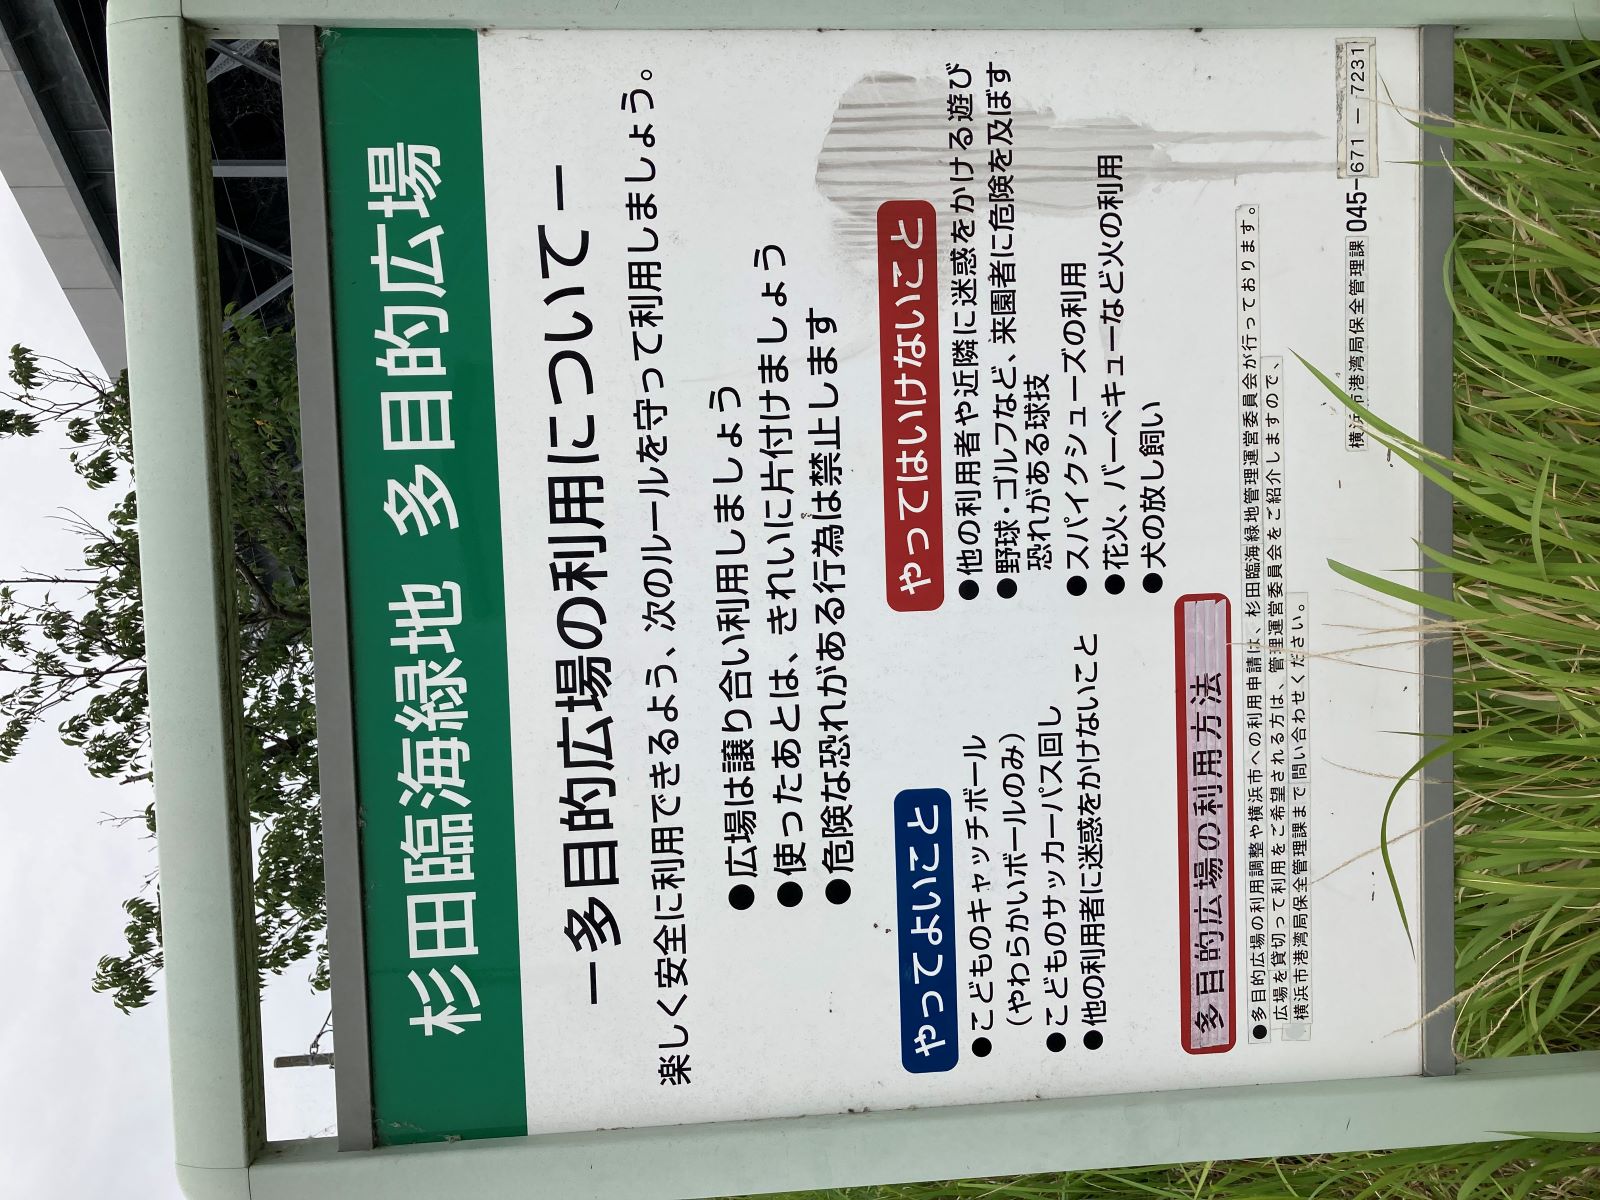 杉田臨海緑地 多目的広場
ー多目的広場の利用についてー
楽しく安全に利用できるよう、次のルールを守って利用しましょう。
●広場は譲り合い利用しましょう
●使ったあとは、きれいに片付けましょう
●危険な恐れがある行為は禁止します
やってよいこと
●こどものキャッチボール
(やわらかいボールのみ)
●こどものサッカーパス回し
●他の利用者に迷惑をかけないこと
やってはいけないこと
●他の利用者や近隣に迷惑をかける遊び
●野球・ゴルフなど、来園者に危険を及ぼす
恐れがある球技
●スパイクシューズの利用
●花火、バーベキューなど火の利用
●犬の放し飼い
多目的広場の利用方法
●多目的広場の利用調整や横浜市への利用申請は、杉田臨海緑地管理運営委員会が行っております。
広場を貸切って利用をご希望される方は、管理運営委員会をご紹介しますので、
横浜市港湾局保全管理課まで問い合わせください。
横浜市港湾局保全管理課 045-671-7231